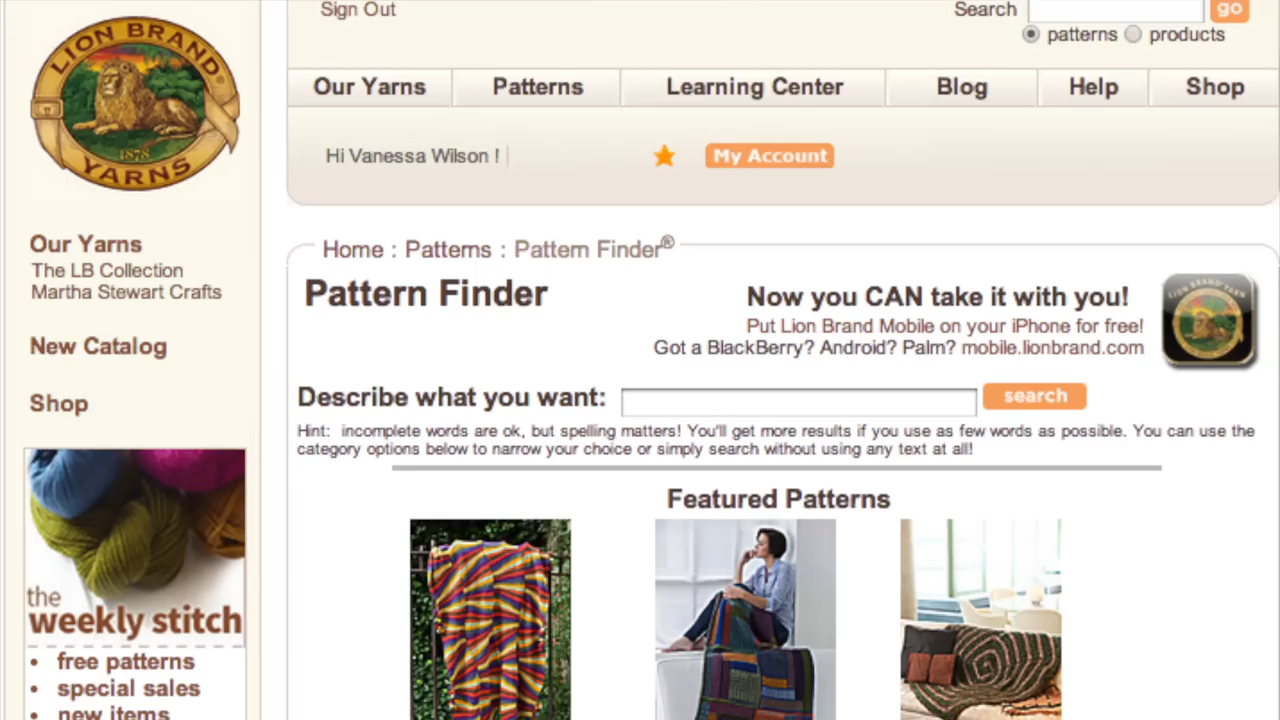 LION BRAND®
1878
YARNS
Our Yarns
The LB Collection
Martha Stewart Crafts
New Catalog
Shop
the
weekly stitch
• free patterns
• special sales
• new items
Sign Out
Search
go
patterns
products
Our Yarns
Patterns
Learning Center
Blog
Help
Shop
Hi Vanessa Wilson !
My Account
Home : Patterns : Pattern Finder®
Pattern Finder
Now you CAN take it with you!
Put Lion Brand Mobile on your iPhone for free!
Got a BlackBerry? Android? Palm? mobile.lionbrand.com
LION BRAND YARN
Describe what you want:
search
Hint: incomplete words are ok, but spelling matters! You'll get more results if you use as few words as possible. You can use the
category options below to narrow your choice or simply search without using any text at all!
Featured Patterns